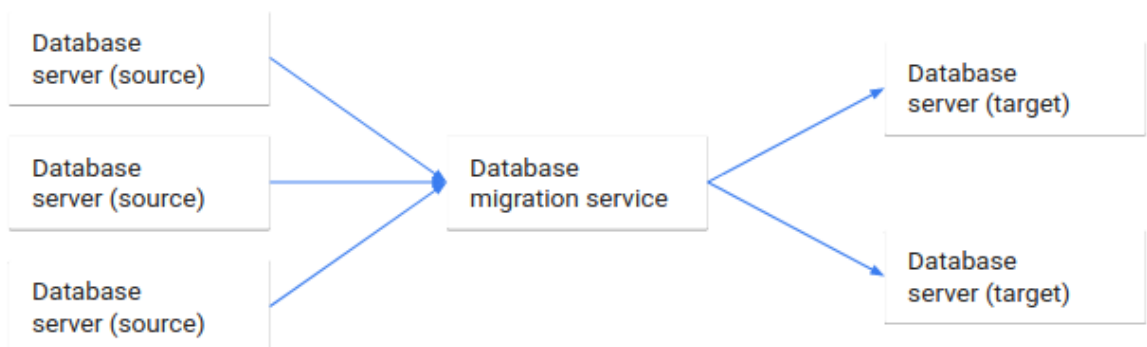 Database
server (source)
Database
server (source)
Database
server (source)
Database
migration service
Database
server (target)
Database
server (target)